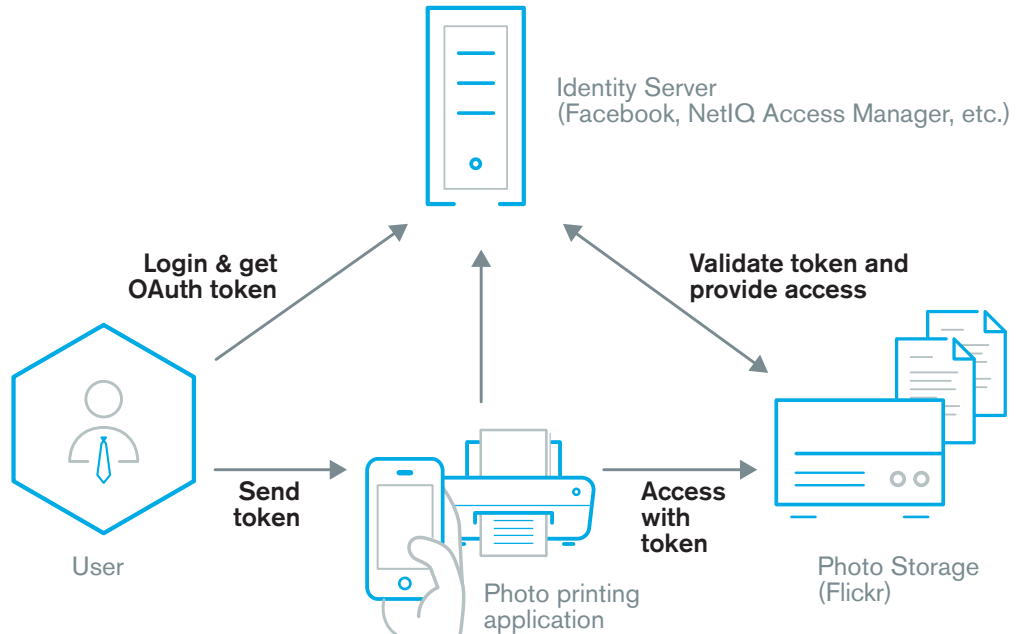 Identity Server
(Facebook, NetIQ Access Manager, etc.)
Login & get
OAuth token
Validate token and
provide access
Send
token
Access
with
token
User
Photo printing
application
Photo Storage
(Flickr)